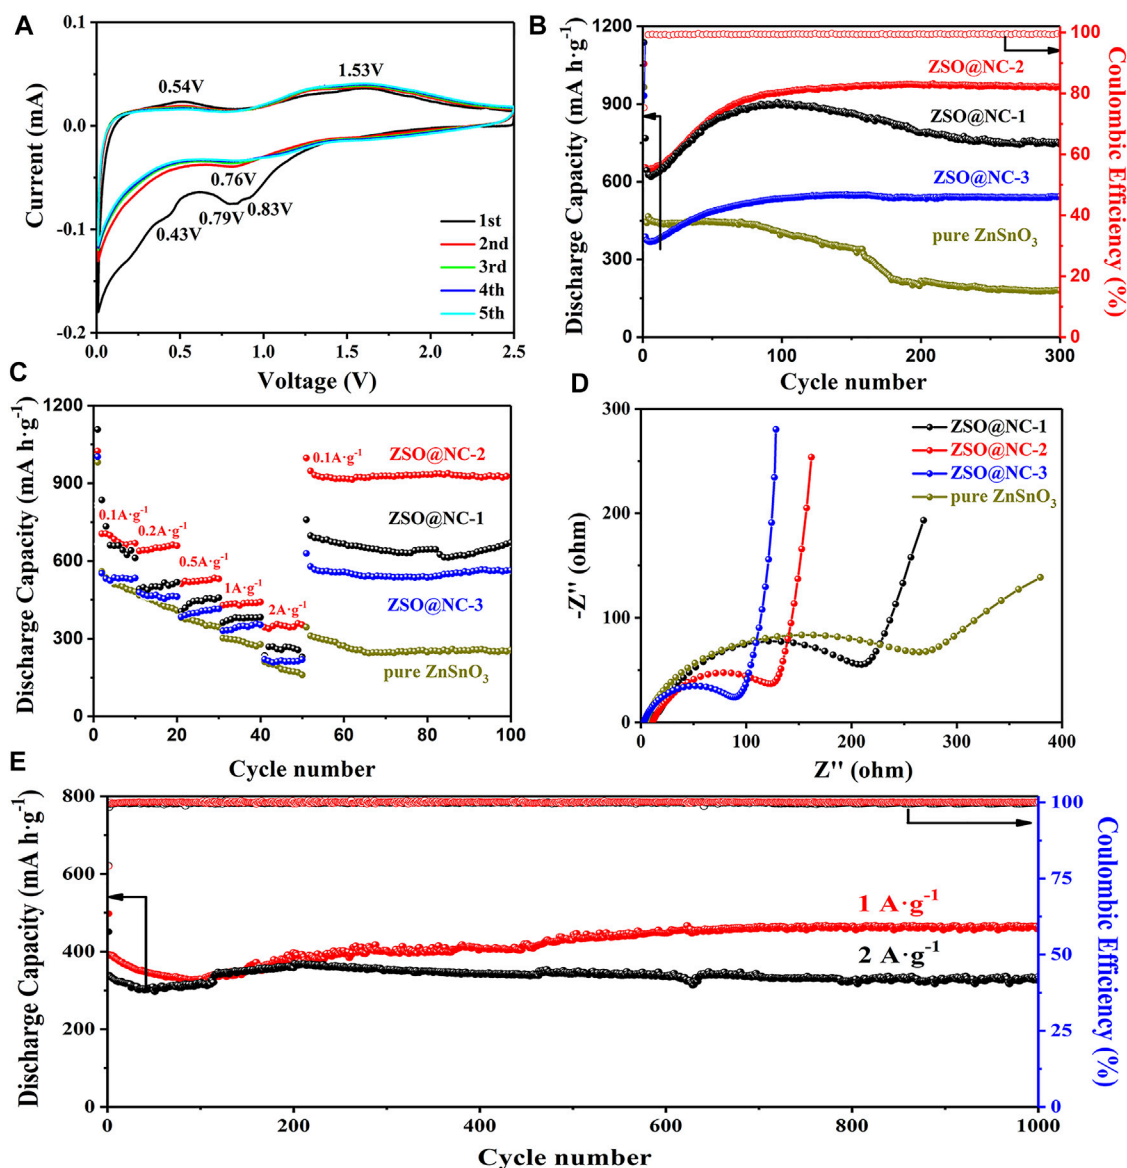 A
Current (mA)
0.1
0.0
-0.1
-0.2
0.54V
1.53V
0.76V
0.79V
0.83V
0.43V
1st
2nd
3rd
4th
5th
0.0
0.5
1.0
1.5
2.0
2.5
Voltage (V)
B
Discharge Capacity (mA h·g⁻¹)
1200
900
600
300
0
ZSO@NC-2
ZSO@NC-1
ZSO@NC-3
pure ZnSnO₃
100
80
60
40
20
0
Coulombic Efficiency (%)
0
100
200
300
Cycle number
C
Discharge Capacity (mA h·g⁻¹)
1200
900
600
300
0
0.1A·g⁻¹
0.2A·g⁻¹
0.5A·g⁻¹
1A·g⁻¹
2A·g⁻¹
0.1A·g⁻¹
ZSO@NC-2
ZSO@NC-1
ZSO@NC-3
pure ZnSnO₃
0
20
40
60
80
100
Cycle number
D
-Z'' (ohm)
300
200
100
0
ZSO@NC-1
ZSO@NC-2
ZSO@NC-3
pure ZnSnO₃
0
100
200
300
400
Z'' (ohm)
E
Discharge Capacity (mA h·g⁻¹)
800
600
400
200
0
1 A·g⁻¹
2 A·g⁻¹
100
75
50
25
0
Coulombic Efficiency (%)
0
200
400
600
800
1000
Cycle number